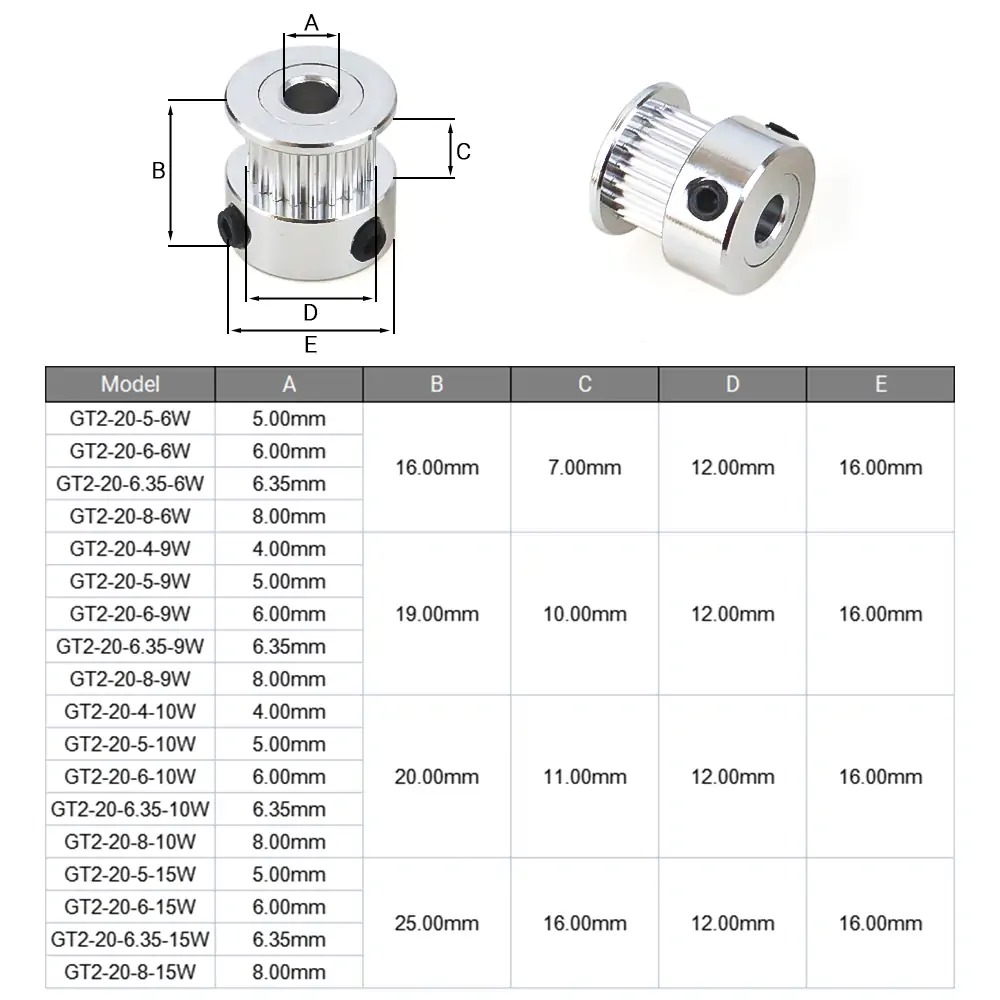 A
B
C
D
E
Model A B C D E
GT2-20-5-6W 5.00mm
GT2-20-6-6W 6.00mm
16.00mm 7.00mm 12.00mm 16.00mm
GT2-20-6.35-6W 6.35mm
GT2-20-8-6W 8.00mm
GT2-20-4-9W 4.00mm
GT2-20-5-9W 5.00mm
GT2-20-6-9W 6.00mm 19.00mm 10.00mm 12.00mm 16.00mm
GT2-20-6.35-9W 6.35mm
GT2-20-8-9W 8.00mm
GT2-20-4-10W 4.00mm
GT2-20-5-10W 5.00mm
GT2-20-6-10W 6.00mm 20.00mm 11.00mm 12.00mm 16.00mm
GT2-20-6.35-10W 6.35mm
GT2-20-8-10W 8.00mm
GT2-20-5-15W 5.00mm
GT2-20-6-15W 6.00mm
25.00mm 16.00mm 12.00mm 16.00mm
GT2-20-6.35-15W 6.35mm
GT2-20-8-15W 8.00mm